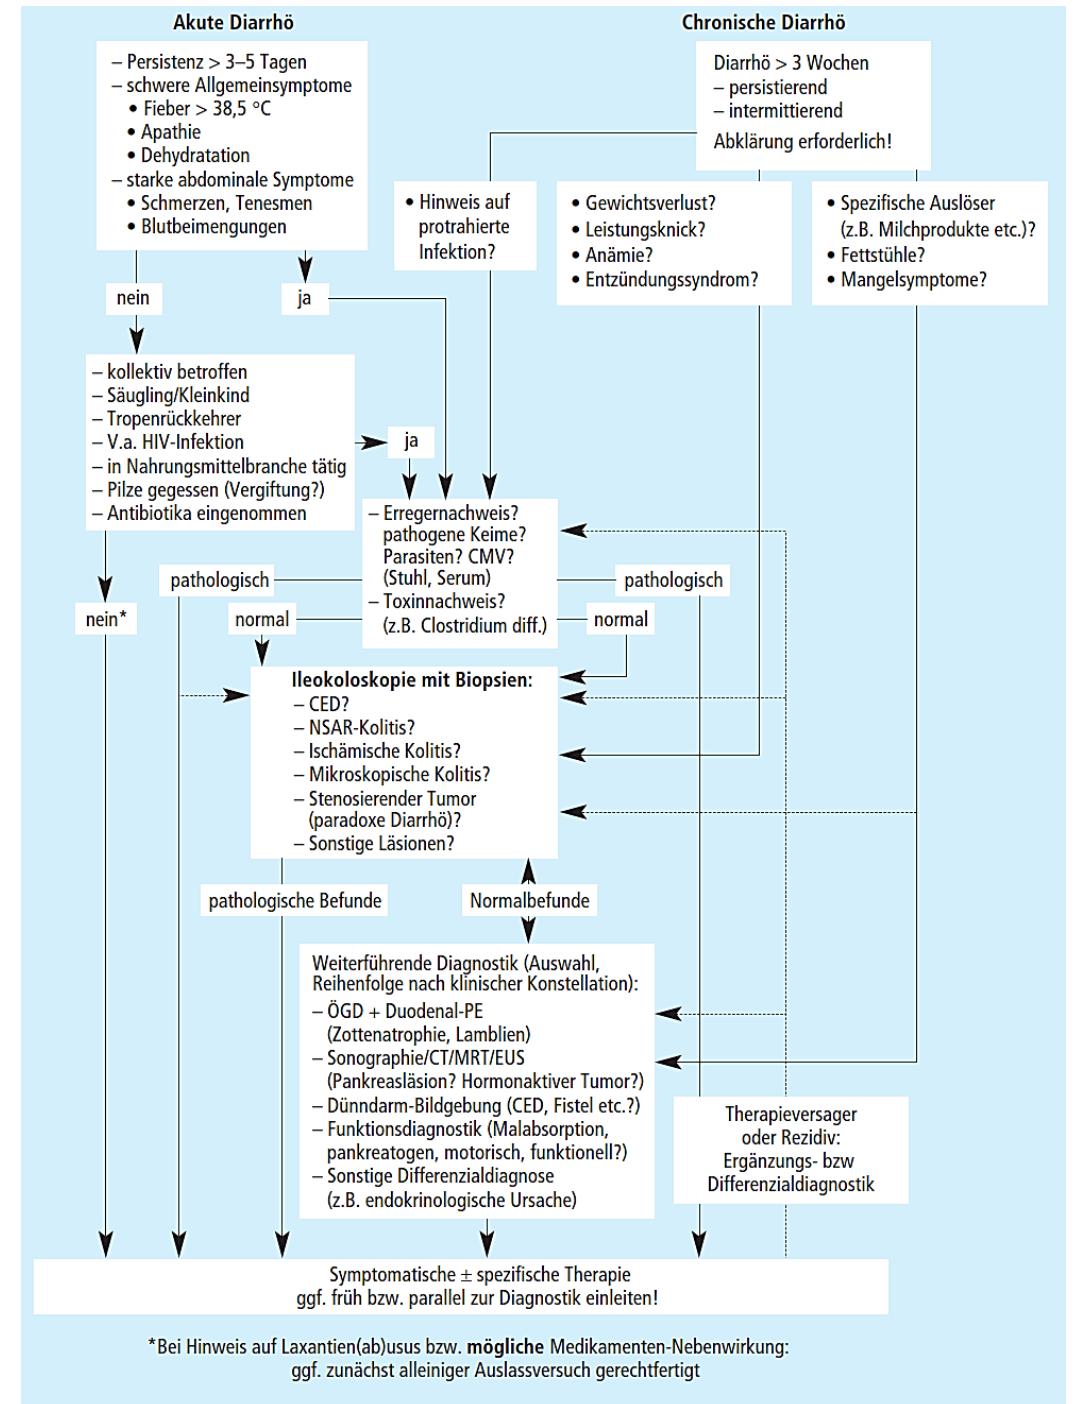 Akute Diarrhö
– Persistenz > 3–5 Tagen
– schwere Allgemeinsymptome
• Fieber > 38,5 °C
• Apathie
• Dehydratation
– starke abdominale Symptome
• Schmerzen, Tenesmen
• Blutbeimengungen
Chronische Diarrhö
Diarrhö > 3 Wochen
– persistierend
– intermittierend
Abklärung erforderlich!
• Hinweis auf
protrahierte
Infektion?
• Gewichtsverlust?
• Leistungsknick?
• Anämie?
• Entzündungssyndrom?
• Spezifische Auslöser
(z.B. Milchprodukte etc.)?
• Fettstühle?
• Mangelsymptome?
nein
ja
– kollektiv betroffen
– Säugling/Kleinkind
– Tropenrückkehrer
– V.a. HIV-Infektion
– in Nahrungsmittelbranche tätig
– Pilze gegessen (Vergiftung?)
– Antibiotika eingenommen
ja
– Erregernachweis?
pathogene Keime?
Parasiten? CMV?
(Stuhl, Serum)
– Toxinnachweis?
(z.B. Clostridium diff.)
pathologisch
pathologisch
nein*
normal
normal
Ileokoloskopie mit Biopsien:
– CED?
– NSAR-Kolitis?
– Ischämische Kolitis?
– Mikroskopische Kolitis?
– Stenosierender Tumor
(paradoxe Diarrhö)?
– Sonstige Läsionen?
pathologische Befunde
Normalbefunde
Weiterführende Diagnostik (Auswahl,
Reihenfolge nach klinischer Konstellation):
– ÖGD + Duodenal-PE
(Zottenatrophie, Lamblien)
– Sonographie/CT/MRT/EUS
(Pankreasläsion? Hormonaktiver Tumor?)
– Dünndarm-Bildgebung (CED, Fistel etc.?)
– Funktionsdiagnostik (Malabsorption,
pankreatogen, motorisch, funktionell?)
– Sonstige Differenzialdiagnose
(z.B. endokrinologische Ursache)
Therapieversager
oder Rezidiv:
Ergänzungs- bzw
Differenzialdiagnostik
Symptomatische ± spezifische Therapie
ggf. früh bzw. parallel zur Diagnostik einleiten!
*Bei Hinweis auf Laxantien(ab)usus bzw. mögliche Medikamenten-Nebenwirkung:
ggf. zunächst alleiniger Auslassversuch gerechtfertigt